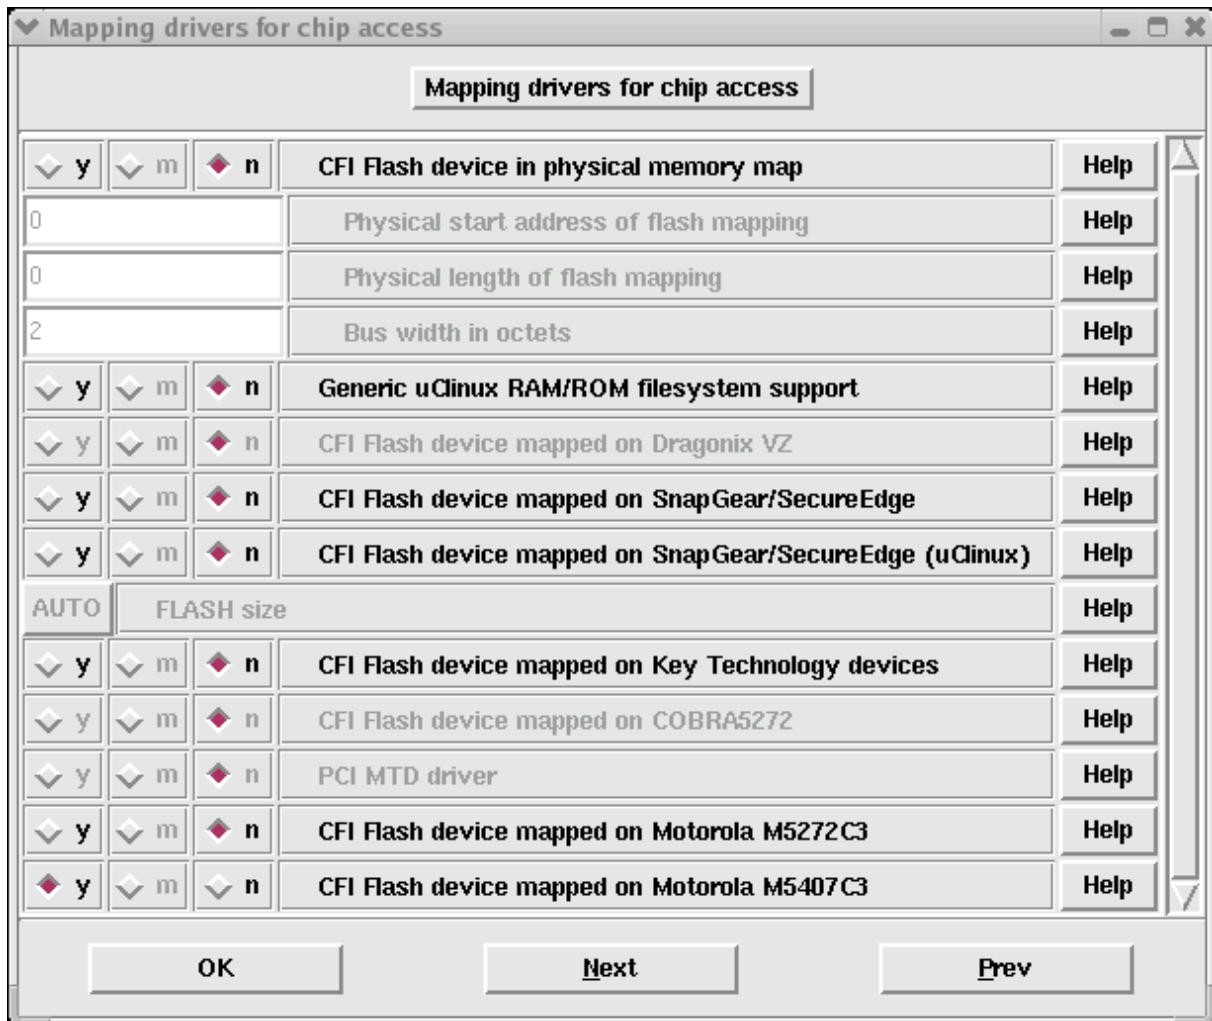 Mapping drivers for chip access
Mapping drivers for chip access
y m n CFI Flash device in physical memory map Help
0 Physical start address of flash mapping Help
0 Physical length of flash mapping Help
2 Bus width in octets Help
y m n Generic uClinux RAM/ROM filesystem support Help
y m n CFI Flash device mapped on Dragonix VZ Help
y m n CFI Flash device mapped on SnapGear/SecureEdge Help
y m n CFI Flash device mapped on SnapGear/SecureEdge (uClinux) Help
AUTO FLASH size Help
y m n CFI Flash device mapped on Key Technology devices Help
y m n CFI Flash device mapped on COBRA5272 Help
y m n PCI MTD driver Help
y m n CFI Flash device mapped on Motorola M5272C3 Help
y m n CFI Flash device mapped on Motorola M5407C3 Help
OK Next Prev